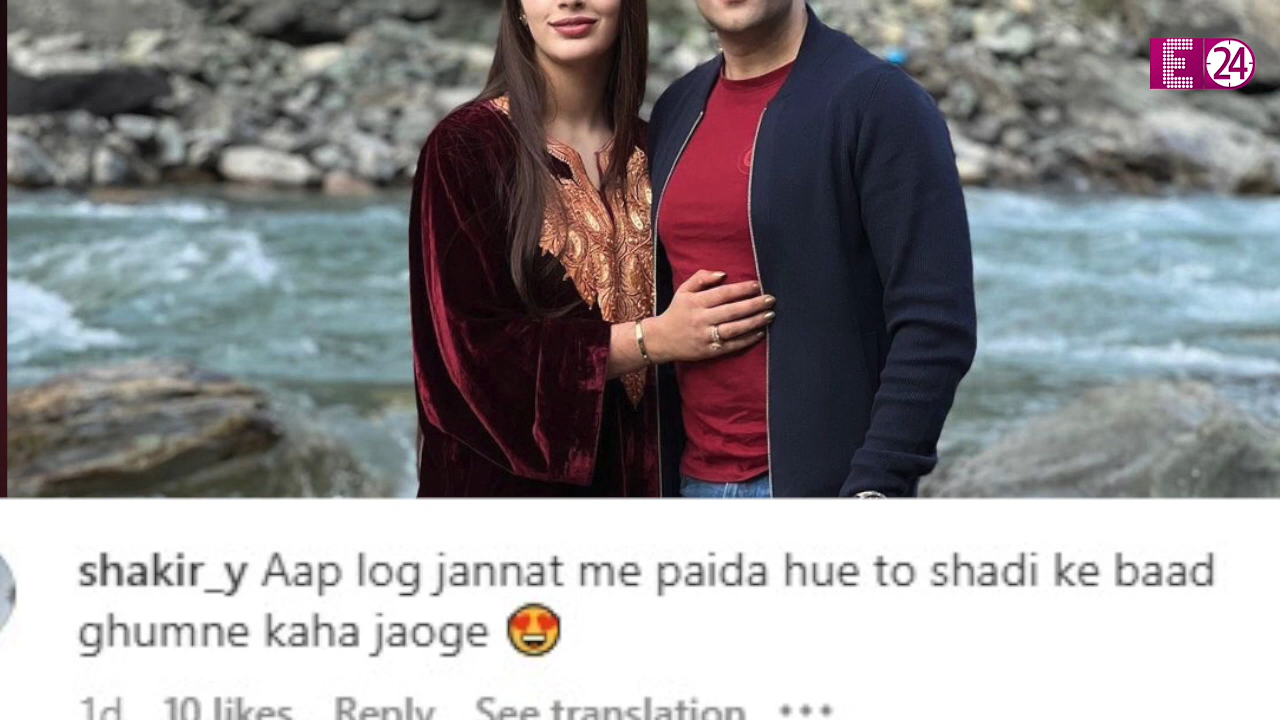 E 24
shakir_y Aap log jannat me paida hue to shadi ke baad
ghumne kaha jaoge 😍
1d 10 likes Reply See translation •••